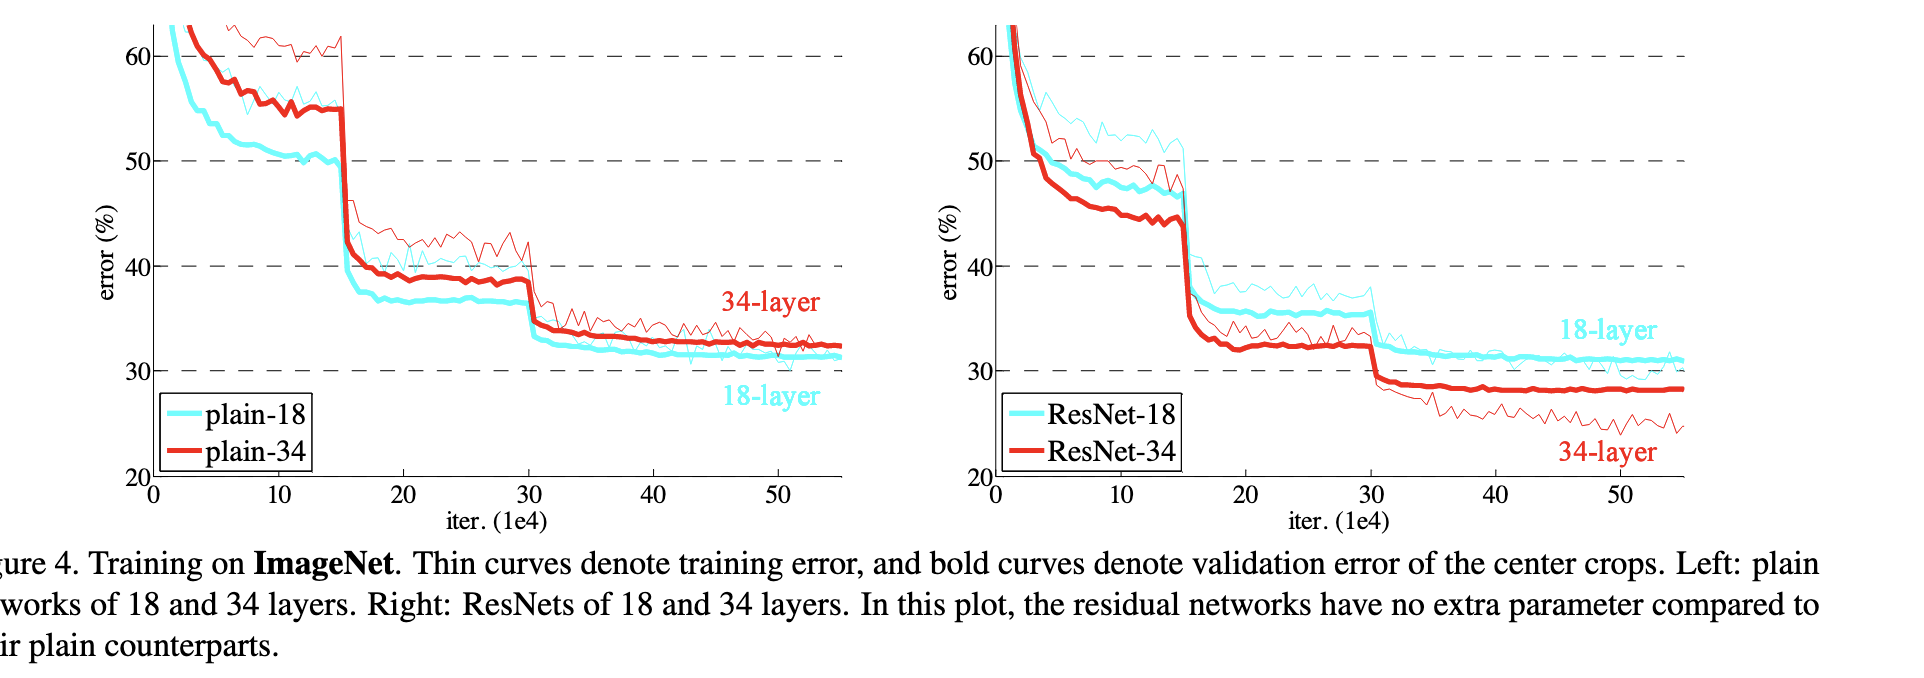 60
50
40
30
20
error (%)
34-layer
18-layer
plain-18
plain-34
0 10 20 30 40 50
iter. (1e4)
60
50
40
30
20
error (%)
18-layer
34-layer
ResNet-18
ResNet-34
0 10 20 30 40 50
iter. (1e4)
gure 4. Training on ImageNet. Thin curves denote training error, and bold curves denote validation error of the center crops. Left: plain
works of 18 and 34 layers. Right: ResNets of 18 and 34 layers. In this plot, the residual networks have no extra parameter compared to
ir plain counterparts.